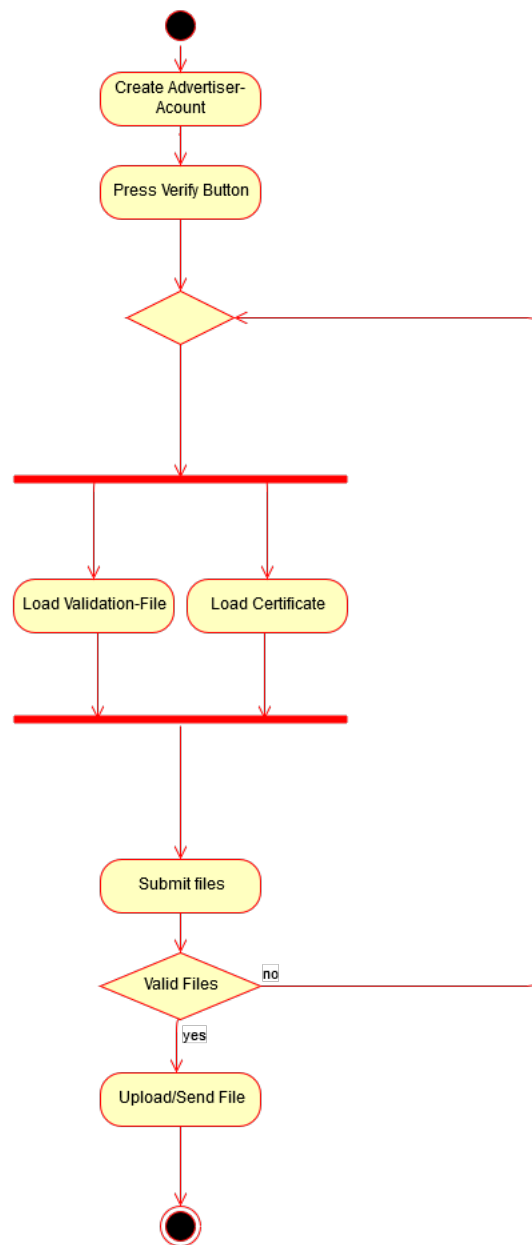 Create Advertiser-
Acount
Press Verify Button
Load Validation-File
Load Certificate
Submit files
Valid Files
no
yes
Upload/Send File